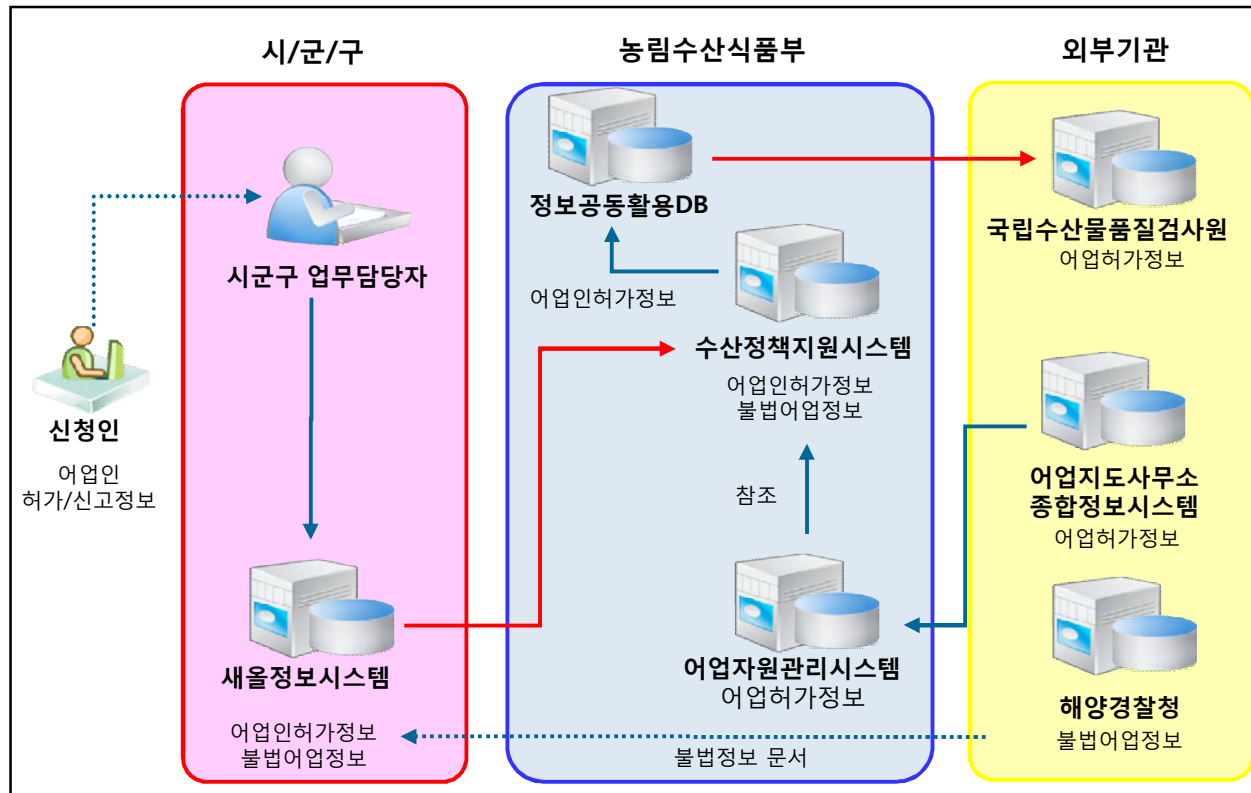 시/군/구
농림수산식품부
외부기관
시군구 업무담당자
신청인
어업인
허가/신고정보
새올정보시스템
어업인허가정보
불법어업정보
정보공동활용DB
어업인허가정보
수산정책지원시스템
어업인허가정보
불법어업정보
참조
어업자원관리시스템
어업허가정보
불법정보 문서
국립수산물품질검사원
어업허가정보
어업지도사무소
종합정보시스템
어업허가정보
해양경찰청
불법어업정보